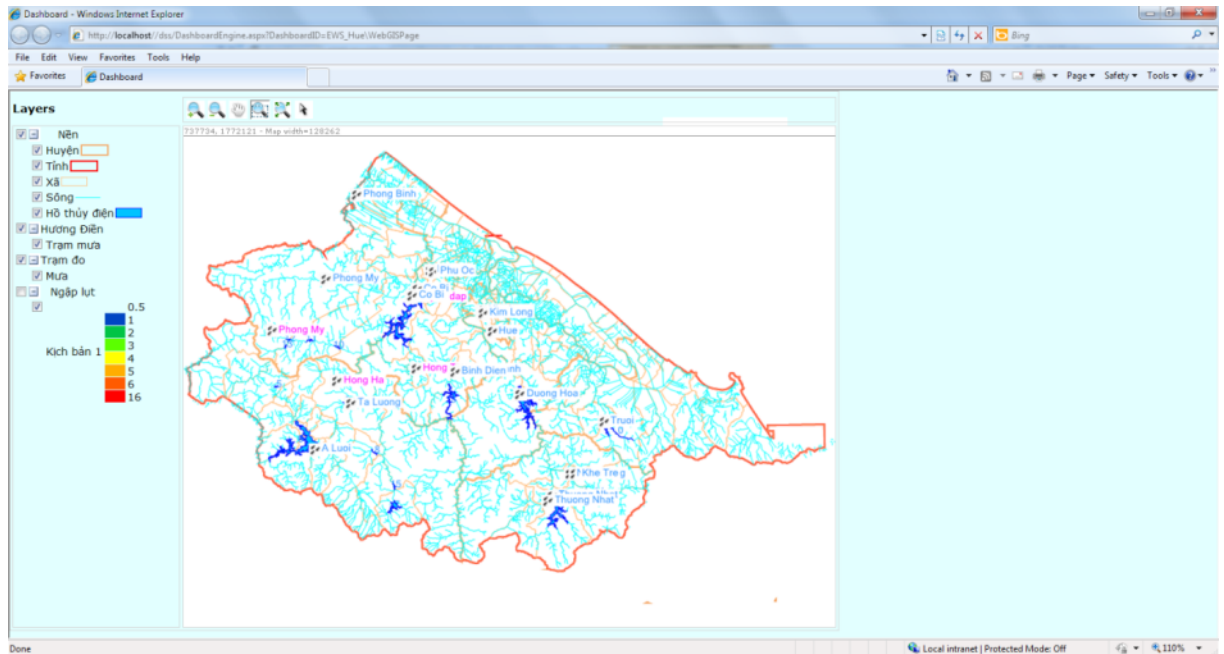 Dashboard - Windows Internet Explorer
http://localhost/dss/DashboardEngine.aspx?DashboardID=EWS_Hue\WebGISPage
Bing
File Edit View Favorites Tools Help
Favorites Dashboard
Page Safety Tools
Layers
737734, 1772121 - Map width=128262
Nền
Huyện
Tỉnh
Xã
Sông
Hồ thủy điện
Hương Điền
Trạm mưa
Trạm đo
Mưa
Ngập lụt
0.5
1
2
3
Kịch bản 1
4
5
6
16
Phong Binh
Phu Oc
Phong My
Co Bi
dap
Kim Long
Phong My
Hue
Hong
Binh Dien
inh
Hong Ha
Duong Hoa
Ta Luong
Truoi
A Luoi
Khe Tre
Thuong Nhat
Thuong Nhat
Done
Local intranet | Protected Mode: Off
110%